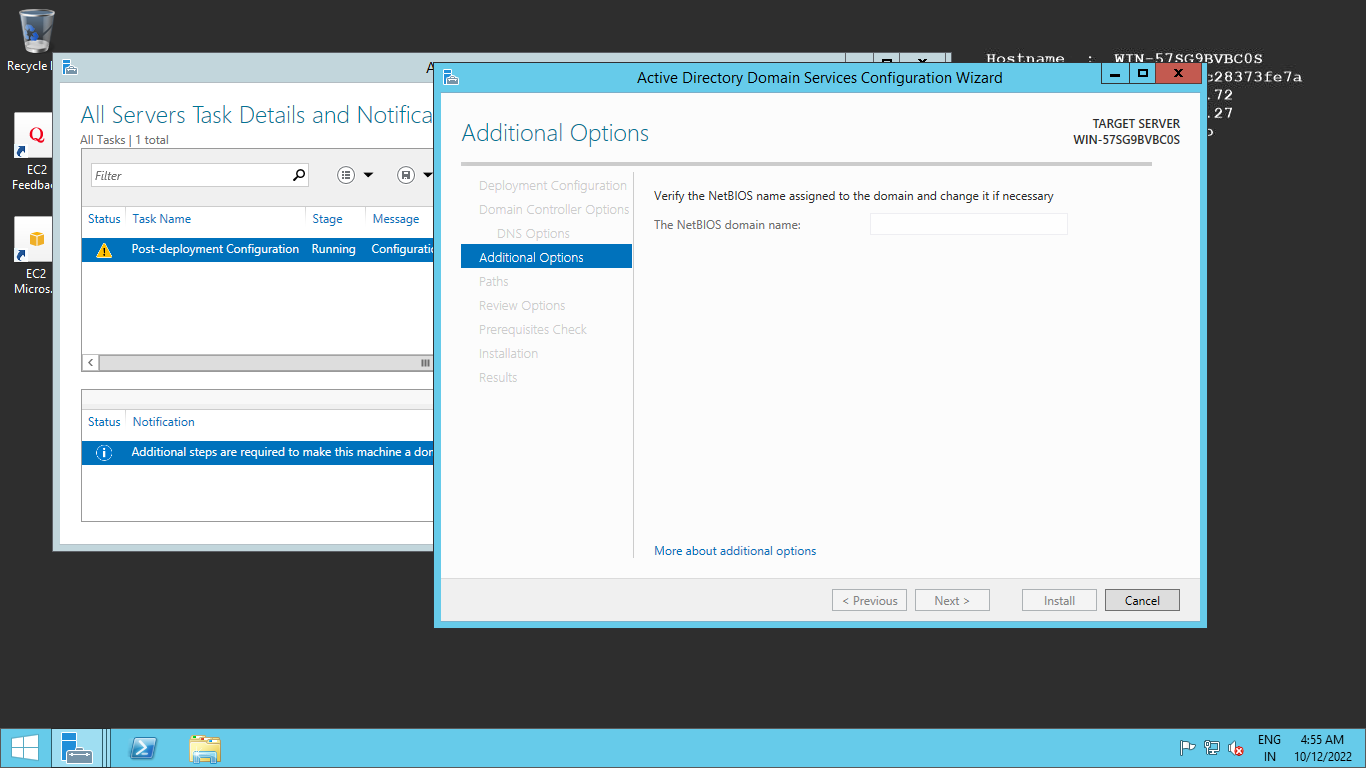 Recycle
EC2
Feedba
EC2
Micros.
Hostname : WIN-57SG9BVBC0S
c28373fe7a
.72
.27
All Servers Task Details and Notifica
All Tasks | 1 total
Filter
Status Task Name Stage Message
Post-deployment Configuration Running Configuratio
Status Notification
Additional steps are required to make this machine a dor
Active Directory Domain Services Configuration Wizard
Additional Options
TARGET SERVER
WIN-57SG9BVBC0S
Deployment Configuration
Domain Controller Options
DNS Options
Additional Options
Paths
Review Options
Prerequisites Check
Installation
Results
Verify the NetBIOS name assigned to the domain and change it if necessary
The NetBIOS domain name:
More about additional options
< Previous
Next >
Install
Cancel
ENG
IN
4:55 AM
10/12/2022